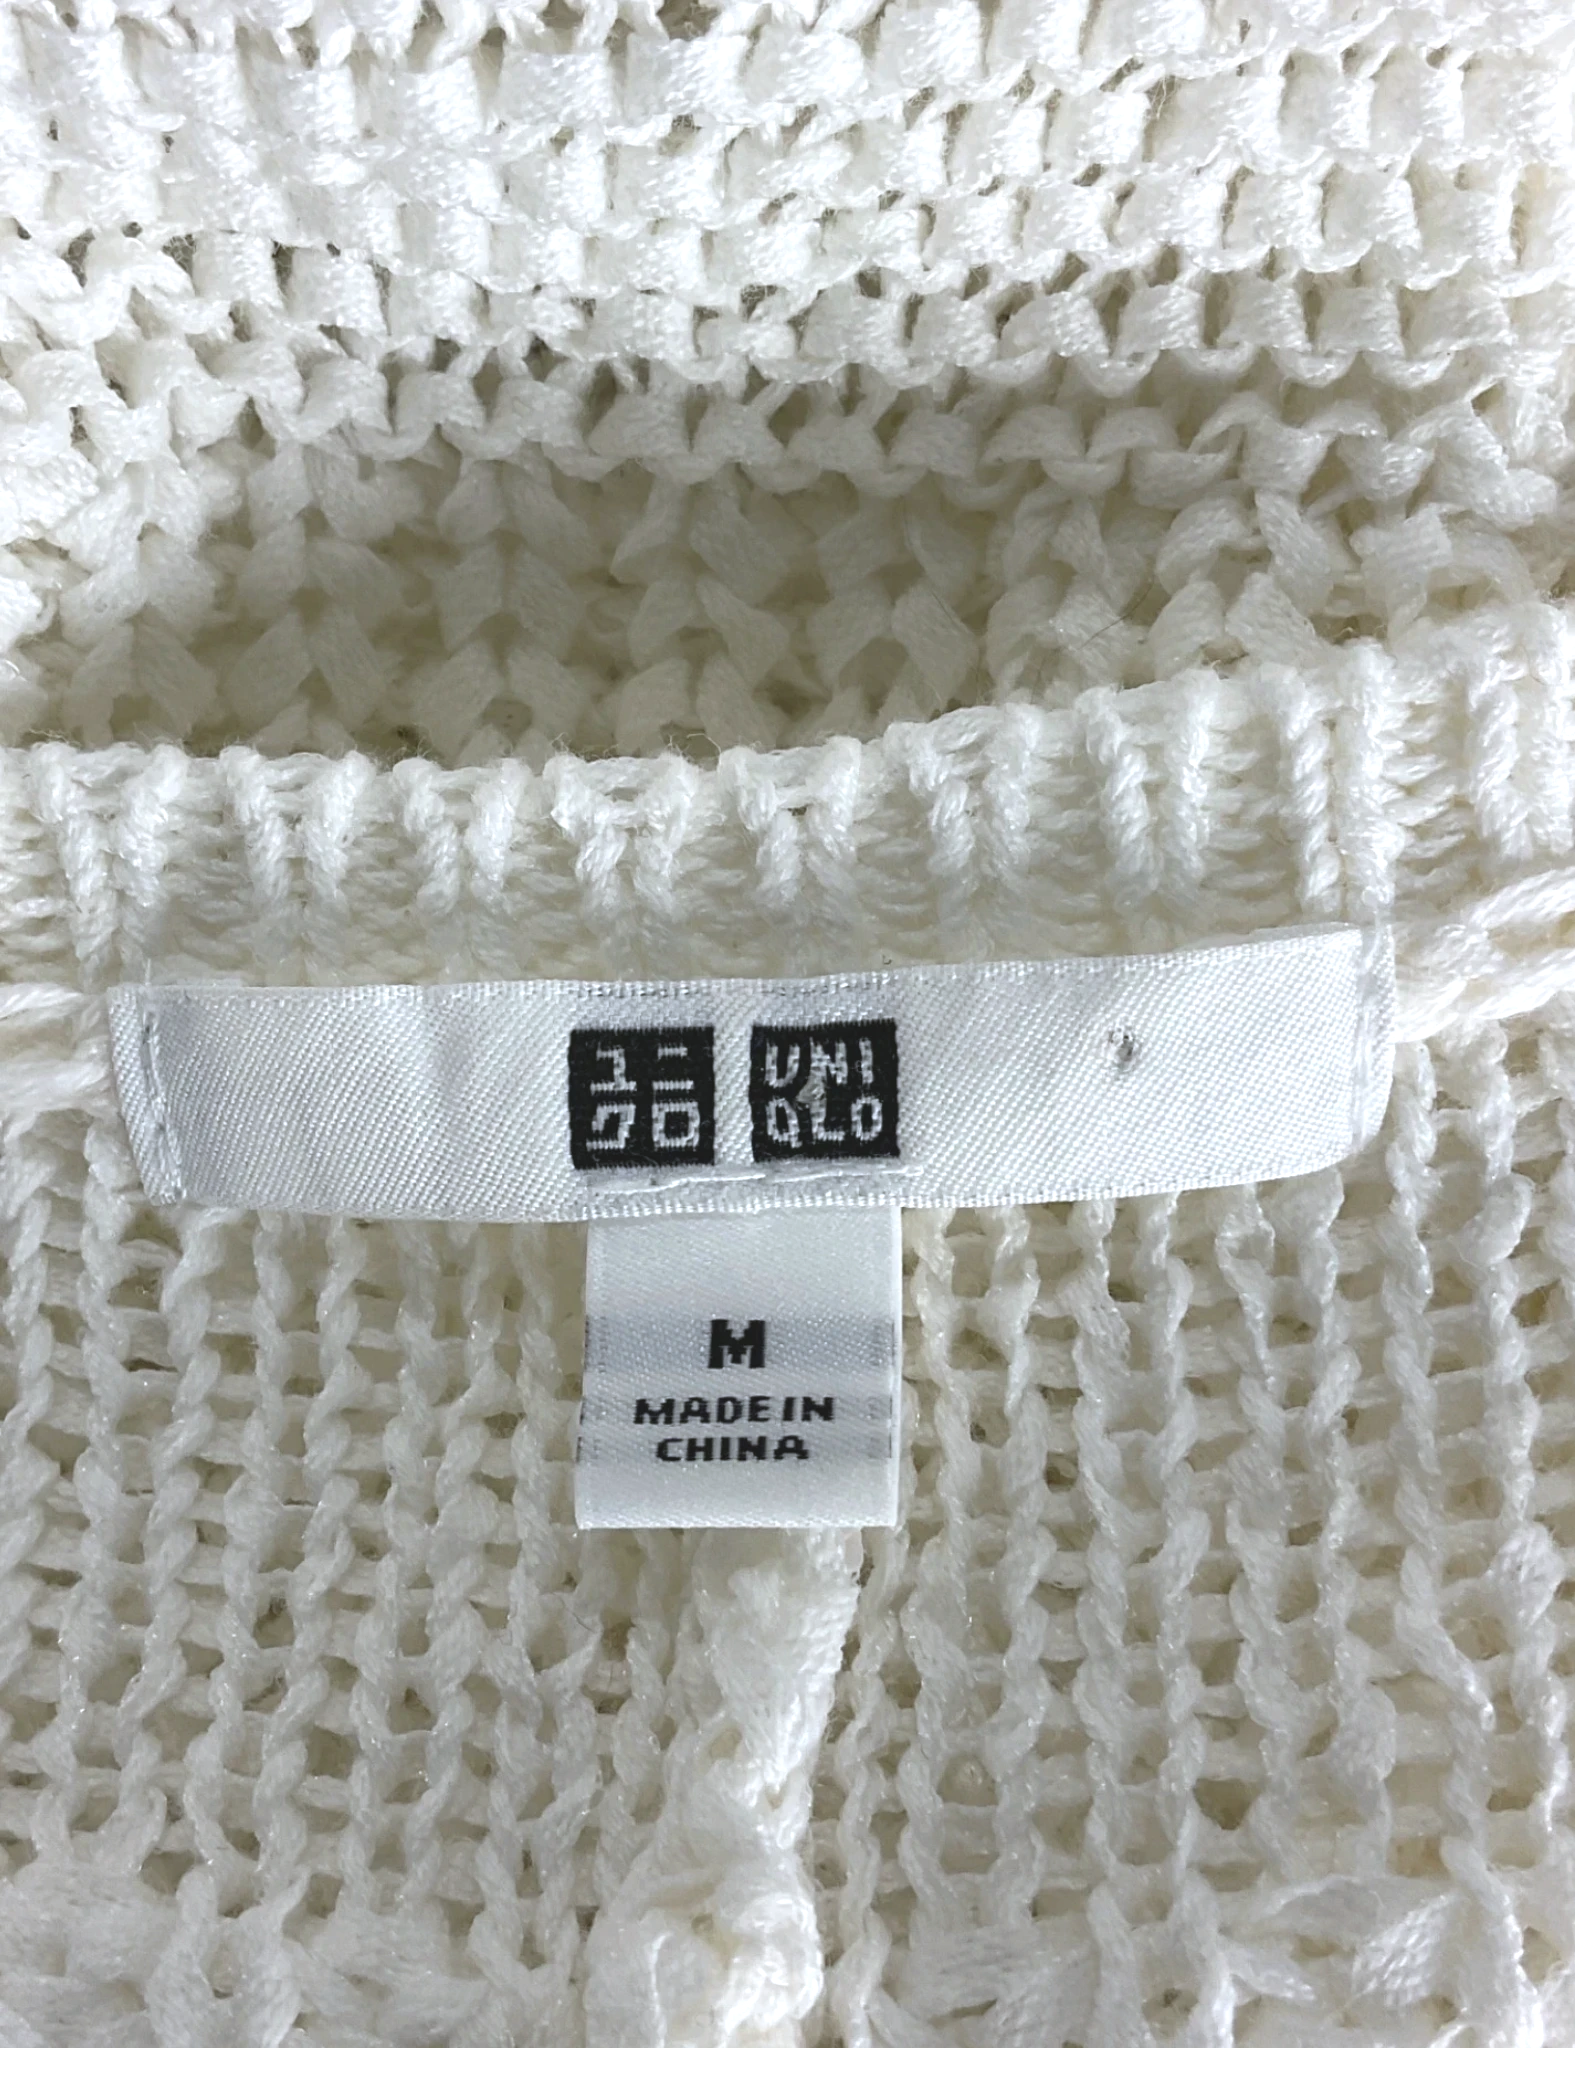 ユニ
クロ
UNI
QLO
M
MADE IN
CHINA